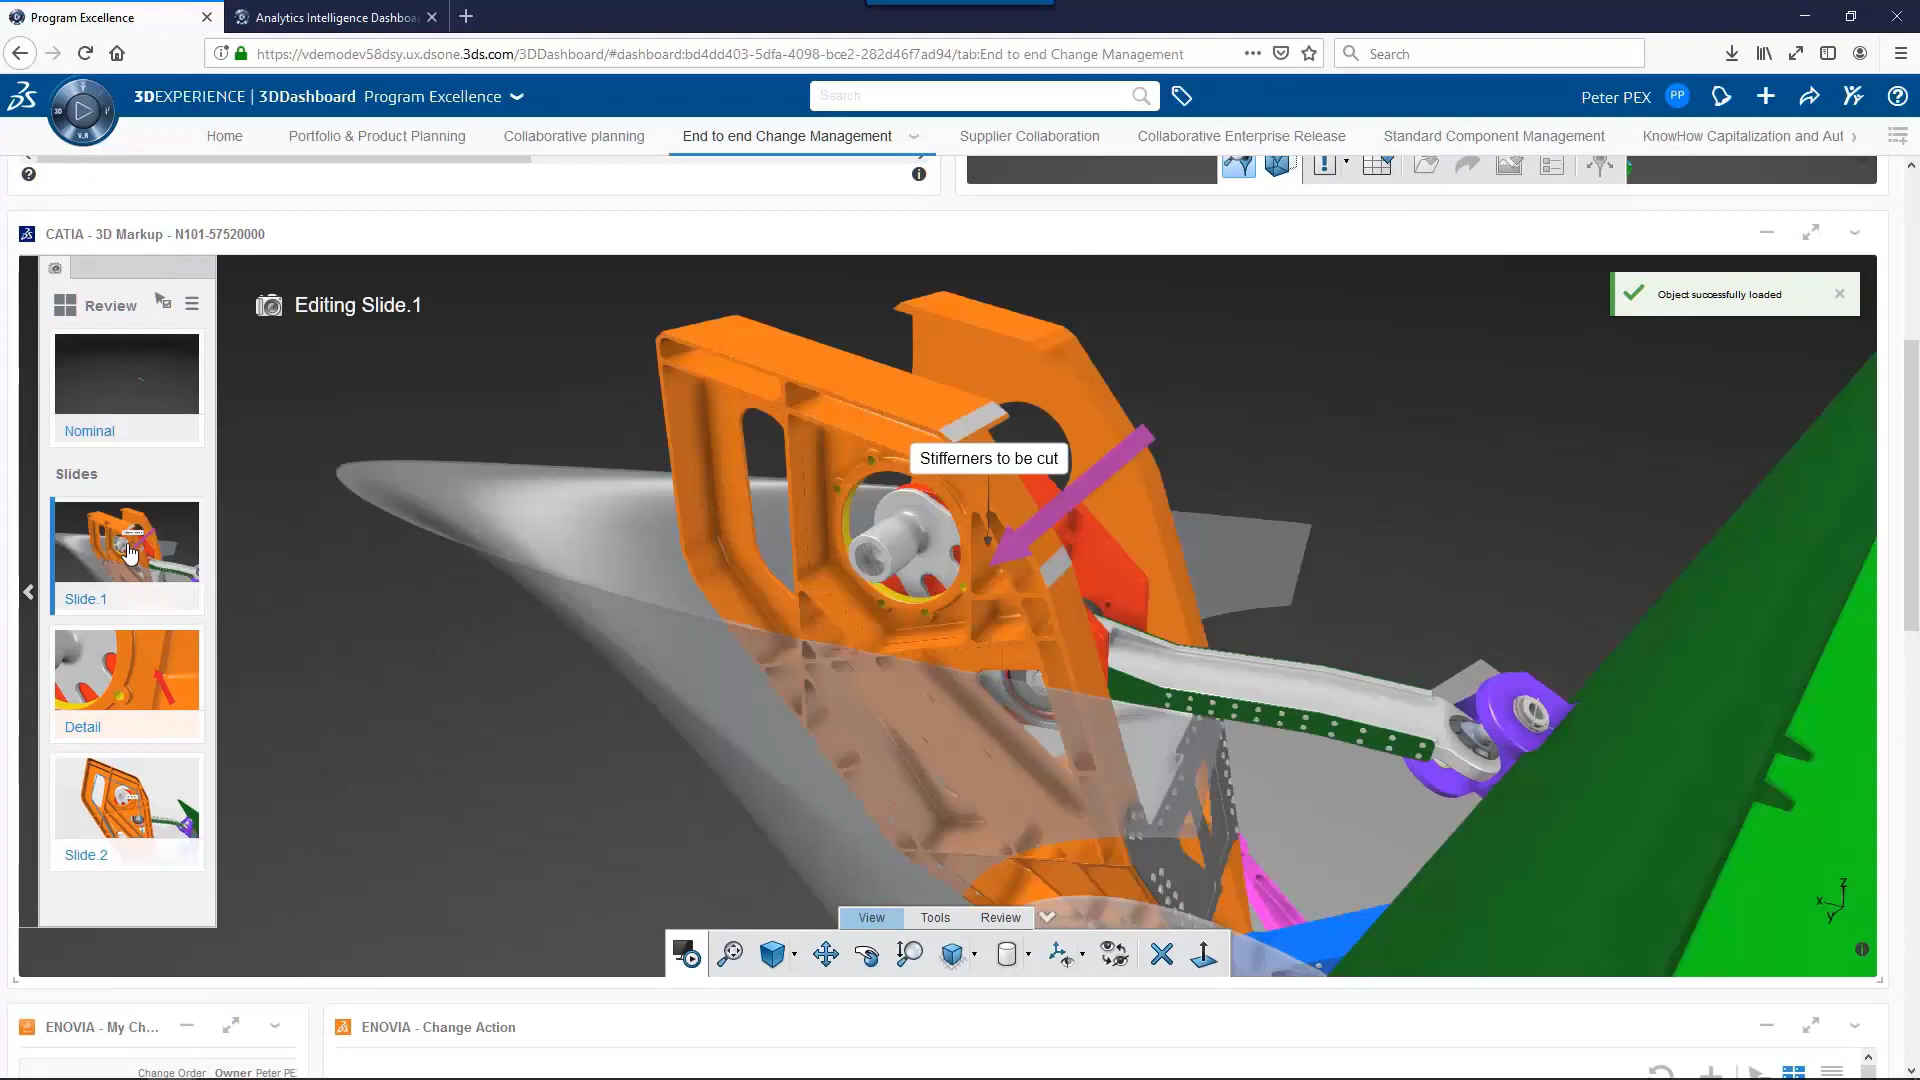 Program Excellence
Analytics Intelligence Dashboa
https://vdemodev58dsy.ux.dsone.3ds.com/3DDashboard/#dashboard:bd4dd403-5dfa-4098-bce2-282d46f7ad94/tab:End to end Change Management
Search
3DEXPERIENCE | 3DDashboard Program Excellence
Search
Peter PEX PP
Home
Portfolio & Product Planning
Collaborative planning
End to end Change Management
Supplier Collaboration
Collaborative Enterprise Release
Standard Component Management
KnowHow Capitalization and Aut
CATIA - 3D Markup - N101-57520000
Review
Editing Slide.1
Object successfully loaded
Nominal
Slides
Stifferners to be cut
Slide.1
Detail
Slide.2
z
x
y
View
Tools
Review
ENOVIA - My Ch...
ENOVIA - Change Action
Change Order Owner Peter PE